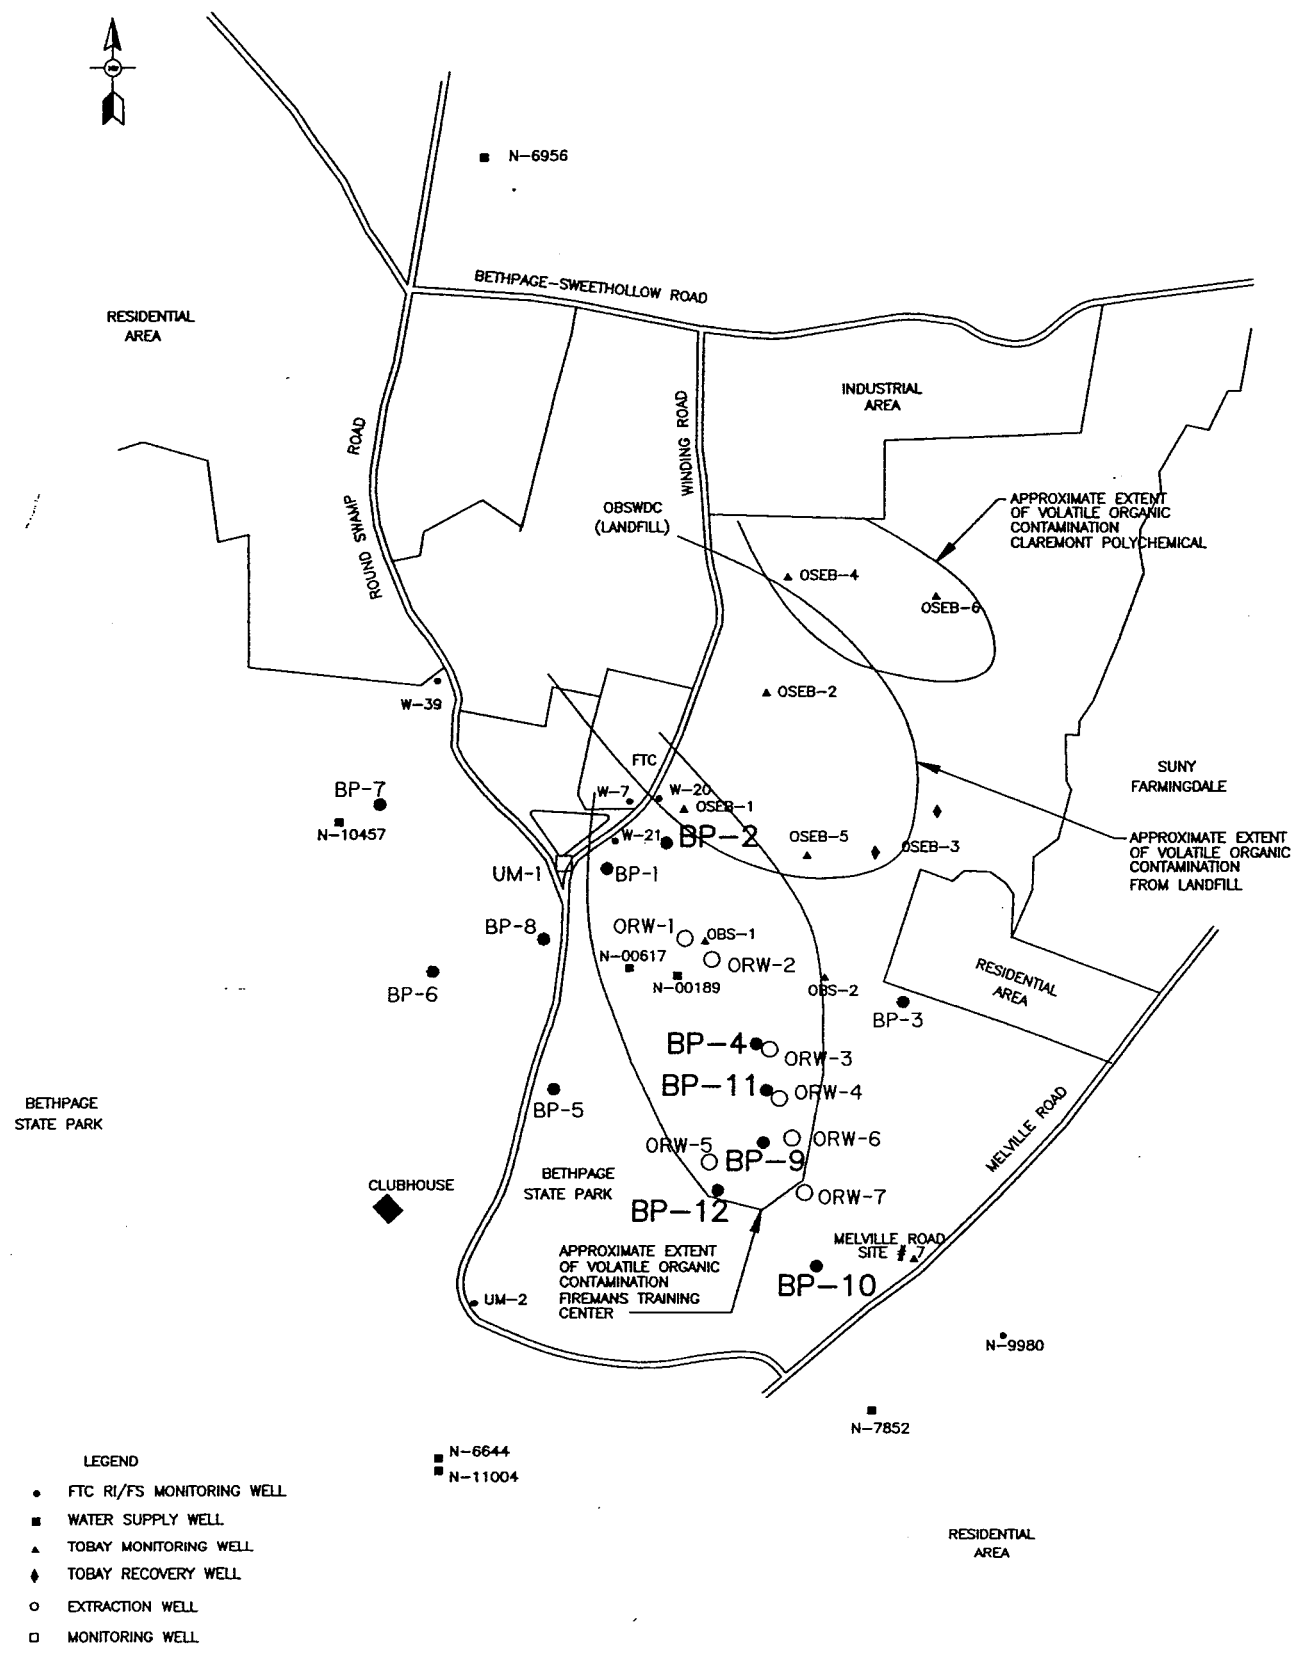 N-6956
BETHPAGE-SWEETHOLLOW ROAD
RESIDENTIAL
AREA
INDUSTRIAL
AREA
WINDING ROAD
ROUND SWAMP ROAD
OBSWDC
(LANDFILL)
APPROXIMATE EXTENT
OF VOLATILE ORGANIC
CONTAMINATION
CLAREMONT POLYCHEMICAL
OSEB-4
OSEB-6
OSEB-2
W-39
FTC
SUNY
FARMINGDALE
BP-7
N-10457
W-7
W-20
OSEB-1
BP-2
W-21
OSEB-5
OSEB-3
APPROXIMATE EXTENT
OF VOLATILE ORGANIC
CONTAMINATION
FROM LANDFILL
UM-1
BP-1
BP-8
ORW-1
OBS-1
ORW-2
N-00617
N-00189
OBS-2
RESIDENTIAL
AREA
BP-6
BP-3
BP-4
ORW-3
BP-11
ORW-4
BETHPAGE
STATE PARK
BP-5
MELVILLE ROAD
ORW-5
BP-9
ORW-6
CLUBHOUSE
BETHPAGE
STATE PARK
BP-12
ORW-7
MELVILLE ROAD
SITE # 7
APPROXIMATE EXTENT
OF VOLATILE ORGANIC
CONTAMINATION
FIREMANS TRAINING
CENTER
BP-10
UM-2
N-9980
N-7852
N-6644
N-11004
LEGEND
FTC RI/FS MONITORING WELL
WATER SUPPLY WELL
TOBAY MONITORING WELL
TOBAY RECOVERY WELL
EXTRACTION WELL
MONITORING WELL
RESIDENTIAL
AREA